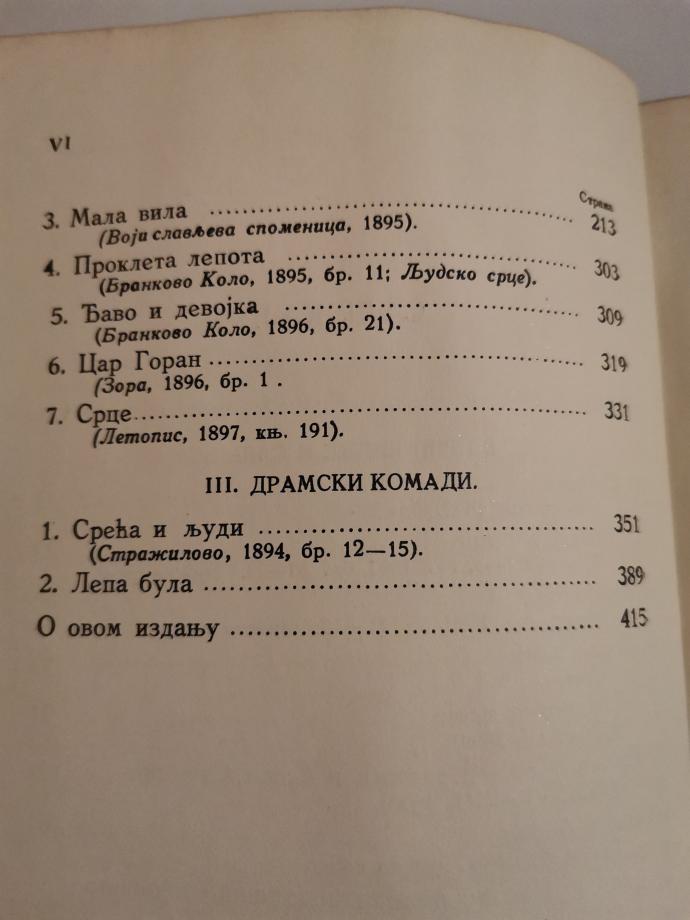 VI
Страна
3. Мала вила ........ 213
(Војислављева споменица, 1895).
4. Проклета лепота ........ 303
(Бранково Коло, 1895, бр. 11; Људско срце).
5. Ђаво и девојка ........ 309
(Бранково Коло, 1896, бр. 21).
6. Цар Горан ........ 319
(Зора, 1896, бр. 1 .
7. Срце ........ 331
(Летопис, 1897, књ. 191).
III. ДРАМСКИ КОМАДИ.
1. Срећа и људи ........ 351
(Стражилово, 1894, бр. 12—15).
2. Лепа була ........ 389
О овом издању ........ 415